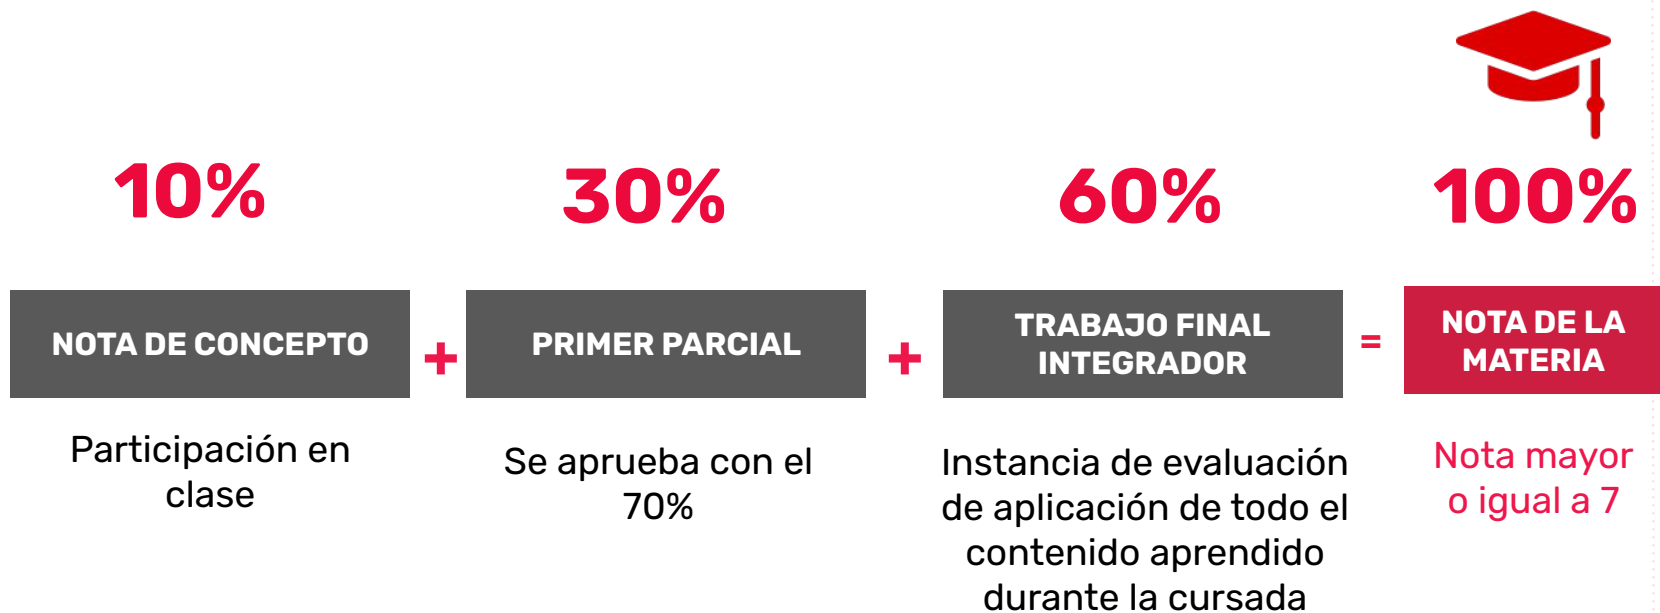 10%
30%
60%
100%
NOTA DE CONCEPTO
+
PRIMER PARCIAL
+
TRABAJO FINAL
INTEGRADOR
=
NOTA DE LA
MATERIA
Participación en
clase
Se aprueba con el
70%
Instancia de evaluación
de aplicación de todo el
contenido aprendido
durante la cursada
Nota mayor
o igual a 7